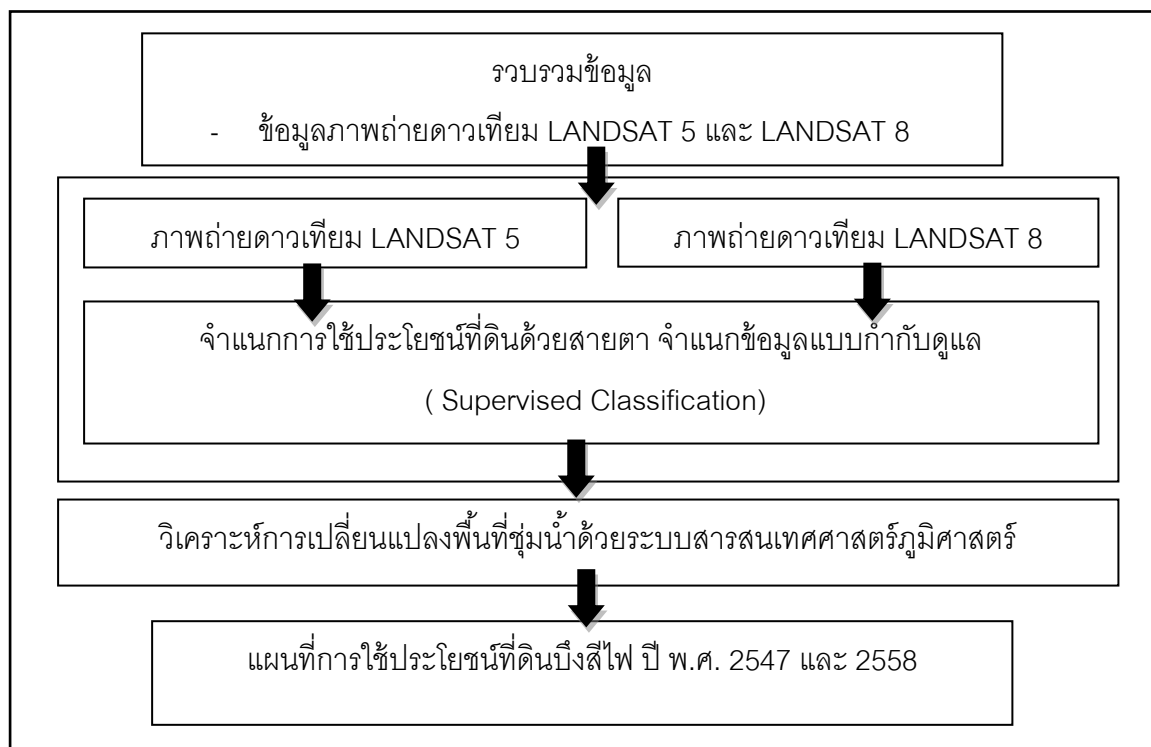 รวบรวมข้อมูล
- ข้อมูลภาพถ่ายดาวเทียม LANDSAT 5 และ LANDSAT 8
ภาพถ่ายดาวเทียม LANDSAT 5
ภาพถ่ายดาวเทียม LANDSAT 8
จำแนกการใช้ประโยชน์ที่ดินด้วยสายตา จำแนกข้อมูลแบบกำกับดูแล
( Supervised Classification)
วิเคราะห์การเปลี่ยนแปลงพื้นที่ชุ่มน้ำด้วยระบบสารสนเทศศาสตร์ภูมิศาสตร์
แผนที่การใช้ประโยชน์ที่ดินบึงสีไฟ ปี พ.ศ. 2547 และ 2558